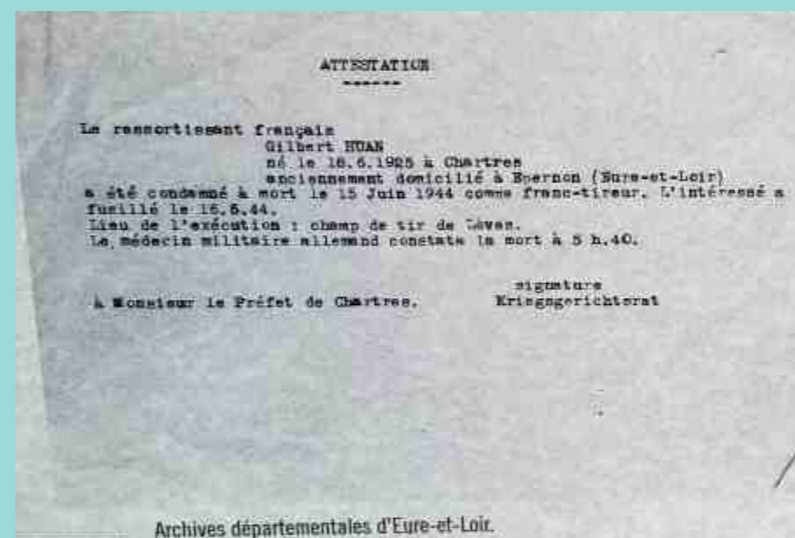 ATTESTATION
------
Le ressortissant français
Gilbert HUAN
né le 16.6.1925 à Chartres
anciennement domicilié à Epernon (Eure-et-Loir)
a été condamné à mort le 15 Juin 1944 comme franc-tireur. L'intéressé a
fusillé le 16.6.44.
Lieu de l'exécution : champ de tir de Lèves.
Le médecin militaire allemand constate la mort à 5 h.40.
signature
à Monsieur le Préfet de Chartres. Kriegsgerichtsrat
Archives départementales d'Eure-et-Loir.